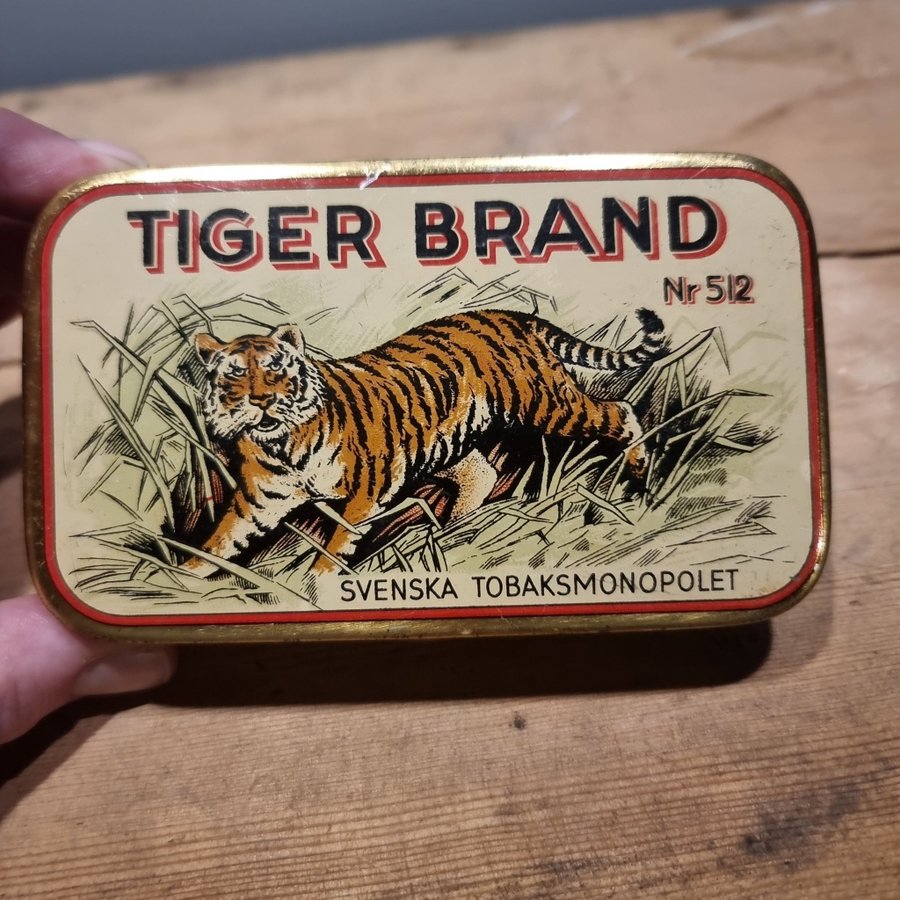 TIGER BRAND
Nr 512
SVENSKA TOBAKSMONOPOLET